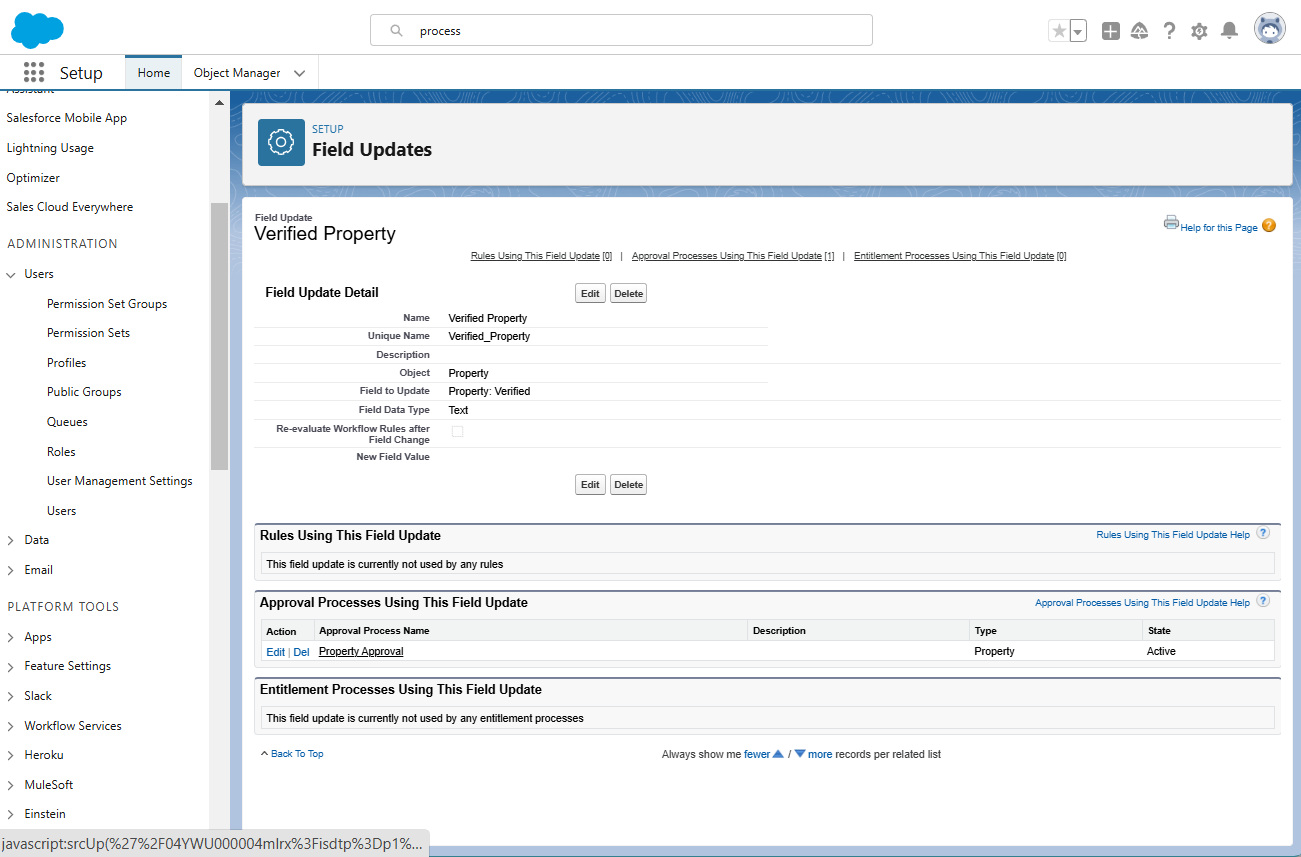 process
Setup
Home
Object Manager
Assistant
Salesforce Mobile App
Lightning Usage
Optimizer
Sales Cloud Everywhere
ADMINISTRATION
Users
Permission Set Groups
Permission Sets
Profiles
Public Groups
Queues
Roles
User Management Settings
Users
Data
Email
PLATFORM TOOLS
Apps
Feature Settings
Slack
Workflow Services
Heroku
MuleSoft
Einstein
SETUP
Field Updates
Field Update
Verified Property
Help for this Page
Rules Using This Field Update [0] | Approval Processes Using This Field Update [1] | Entitlement Processes Using This Field Update [0]
Field Update Detail
Edit Delete
Name Verified Property
Unique Name Verified_Property
Description
Object Property
Field to Update Property: Verified
Field Data Type Text
Re-evaluate Workflow Rules after
Field Change
New Field Value
Edit Delete
Rules Using This Field Update
Rules Using This Field Update Help ?
This field update is currently not used by any rules
Approval Processes Using This Field Update
Approval Processes Using This Field Update Help ?
Action Approval Process Name Description Type State
Edit | Del Property Approval Property Active
Entitlement Processes Using This Field Update
This field update is currently not used by any entitlement processes
Back To Top
Always show me fewer / more records per related list
javascript:srcUp(%27%2F04YWU000004mIrx%3Fisdtp%3Dp1%...